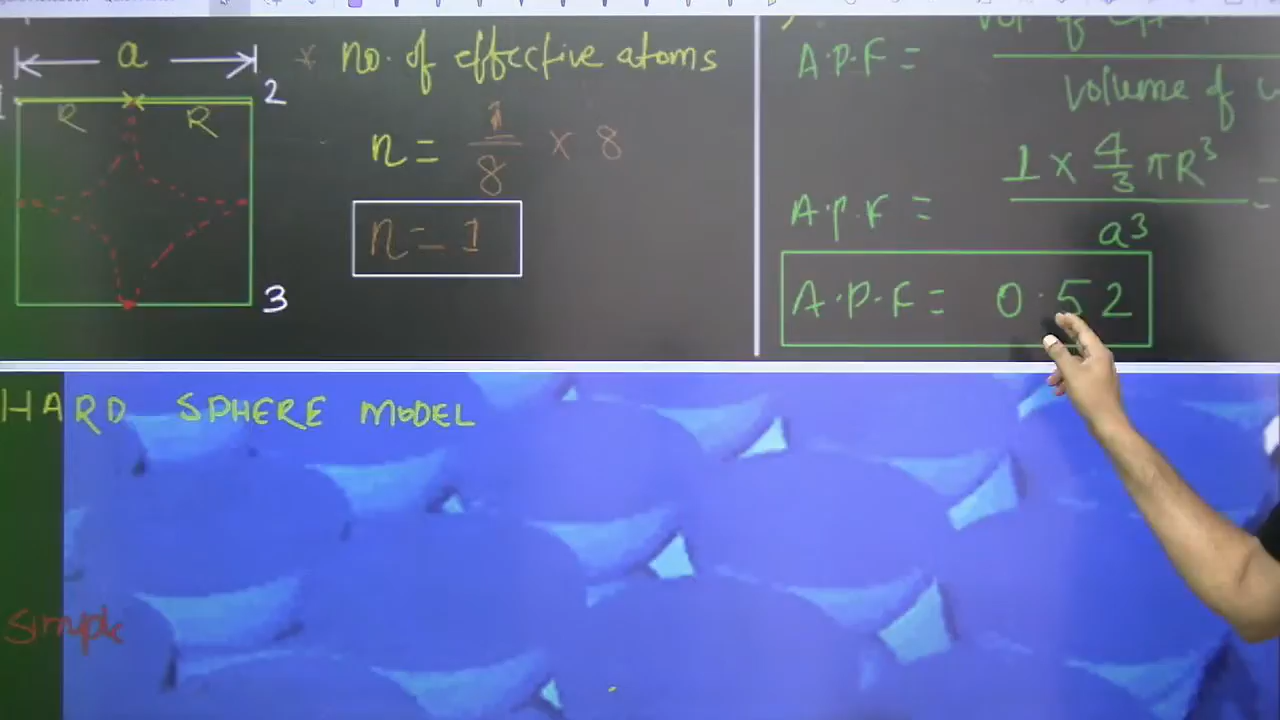 a
1
2
R R
3
* no. of effective atoms
n = 1/8 × 8
n = 1
A.P.F =
Volume of
A.P.F = 1 × 4/3 πR³ / a³ =
A.P.F = 0.52
HARD SPHERE MODEL
Simple